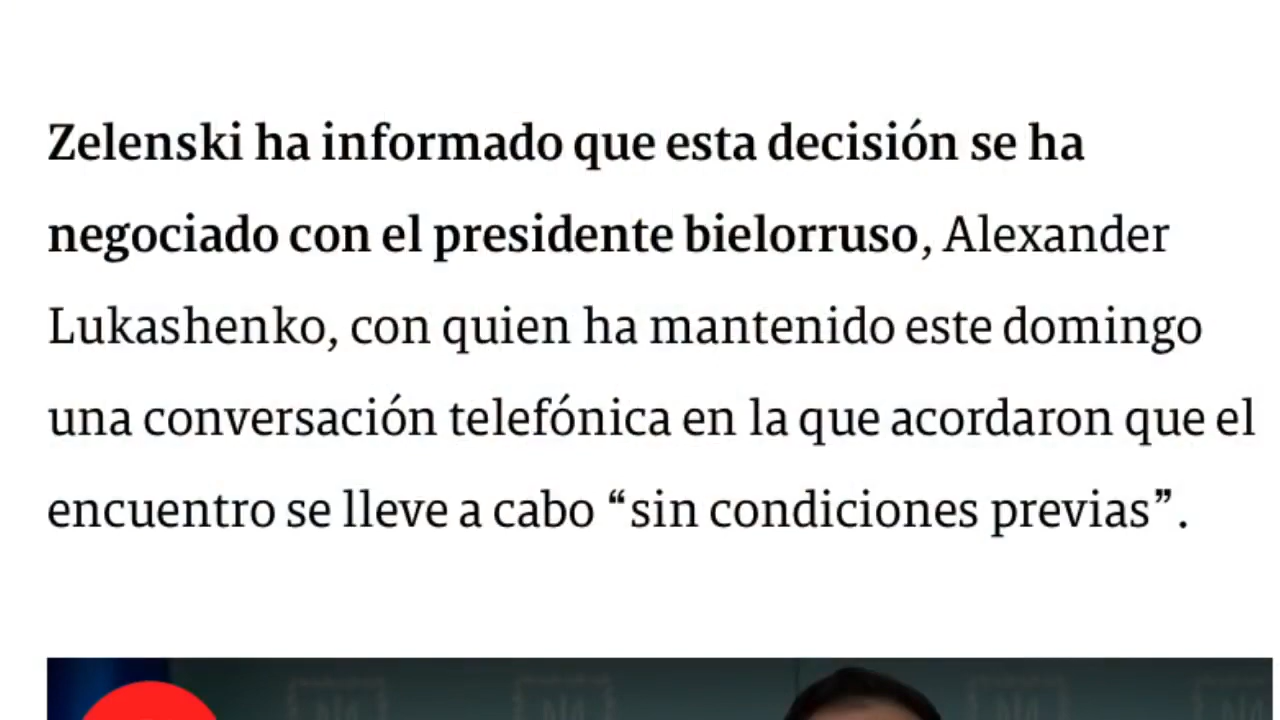 Zelenski ha informado que esta decisión se ha
negociado con el presidente bielorruso, Alexander
Lukashenko, con quien ha mantenido este domingo
una conversación telefónica en la que acordaron que el
encuentro se lleve a cabo “sin condiciones previas”.